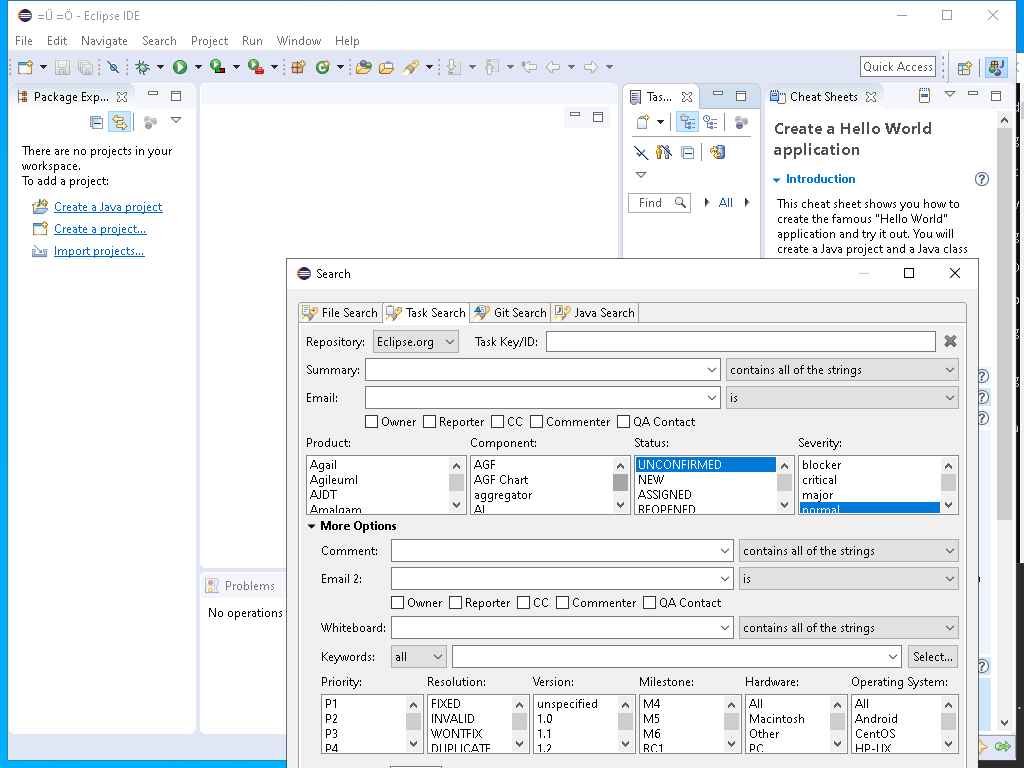 =Ü =Ö - Eclipse IDE
File Edit Navigate Search Project Run Window Help
Quick Access
Package Exp...
Tas...
Cheat Sheets
There are no projects in your
workspace.
To add a project:
Create a Java project
Create a project...
Import projects...
Find
All
Create a Hello World
application
Introduction
This cheat sheet shows you how to
create the famous "Hello World"
application and try it out. You will
create a Java project and a Java class
Problems
No operations
Search
File Search Task Search Git Search Java Search
Repository: Eclipse.org Task Key/ID:
Summary: contains all of the strings
Email: is
Owner Reporter CC Commenter QA Contact
Product: Component: Status: Severity:
Agail AGF UNCONFIRMED blocker
Agileuml AGF Chart NEW critical
AJDT aggregator ASSIGNED major
Amalgam AJ REOPENED normal
More Options
Comment: contains all of the strings
Email 2: is
Owner Reporter CC Commenter QA Contact
Whiteboard: contains all of the strings
Keywords: all Select...
Priority: Resolution: Version: Milestone: Hardware: Operating System:
P1 FIXED unspecified M4 All All
P2 INVALID 1.0 M5 Macintosh Android
P3 WONTFIX 1.1 M6 Other CentOS
P4 DUPLICATE 1.2 RC1 PC HP-UX